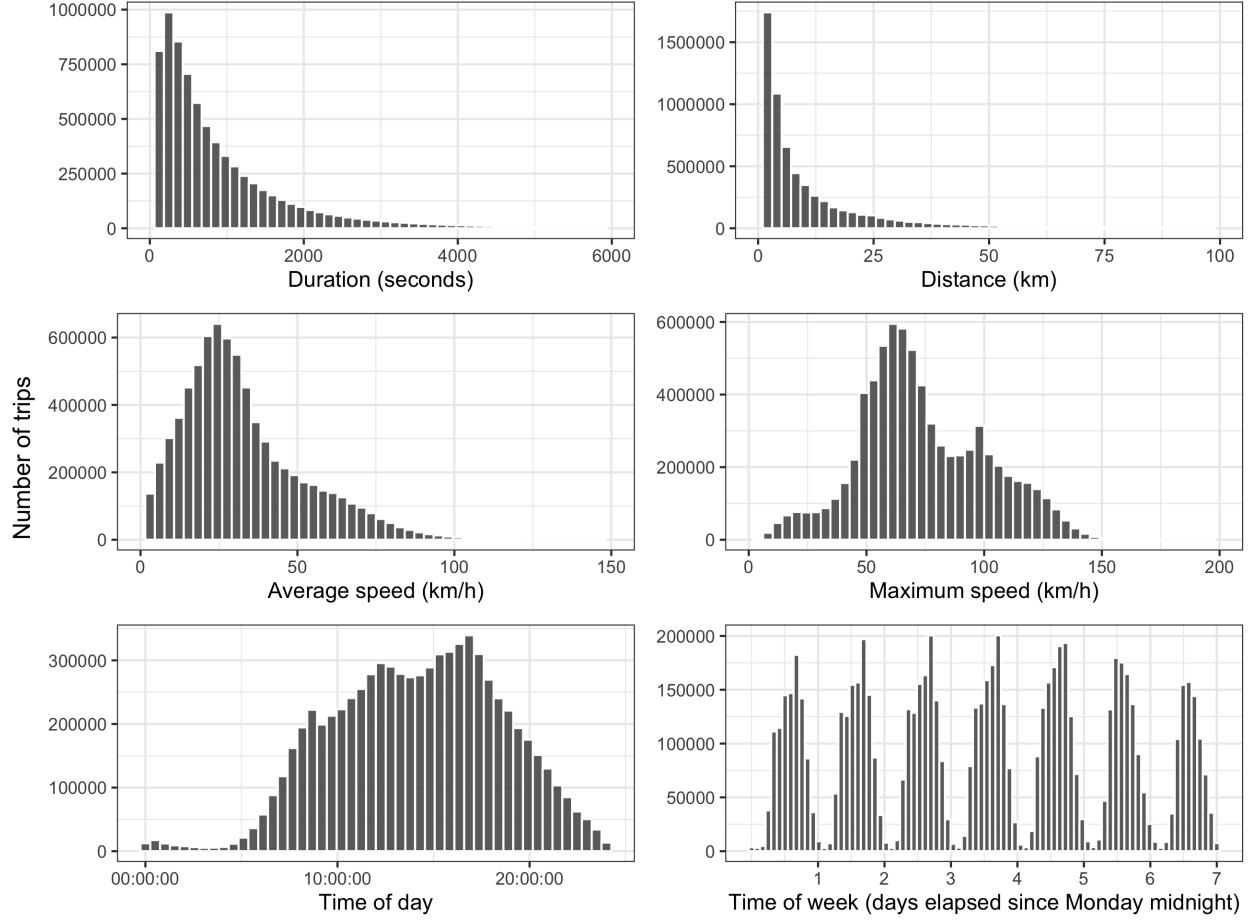 1000000
750000
500000
250000
0
0 2000 4000 6000
Duration (seconds)
1500000
1000000
500000
0
0 25 50 75 100
Distance (km)
Number of trips
600000
400000
200000
0
0 50 100 150
Average speed (km/h)
600000
400000
200000
0
0 50 100 150 200
Maximum speed (km/h)
300000
200000
100000
0
00:00:00 10:00:00 20:00:00
Time of day
200000
150000
100000
50000
0
1 2 3 4 5 6 7
Time of week (days elapsed since Monday midnight)